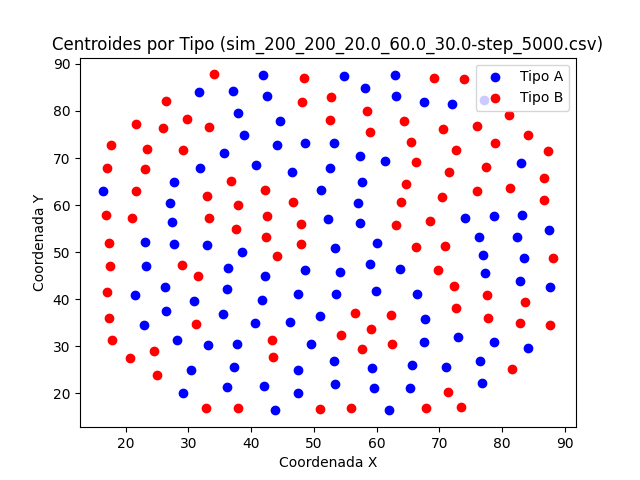 Centroides por Tipo (sim_200_200_20.0_60.0_30.0-step_5000.csv)
Tipo A
Tipo B
90
80
70
60
50
40
30
20
Coordenada Y
20 30 40 50 60 70 80 90
Coordenada X